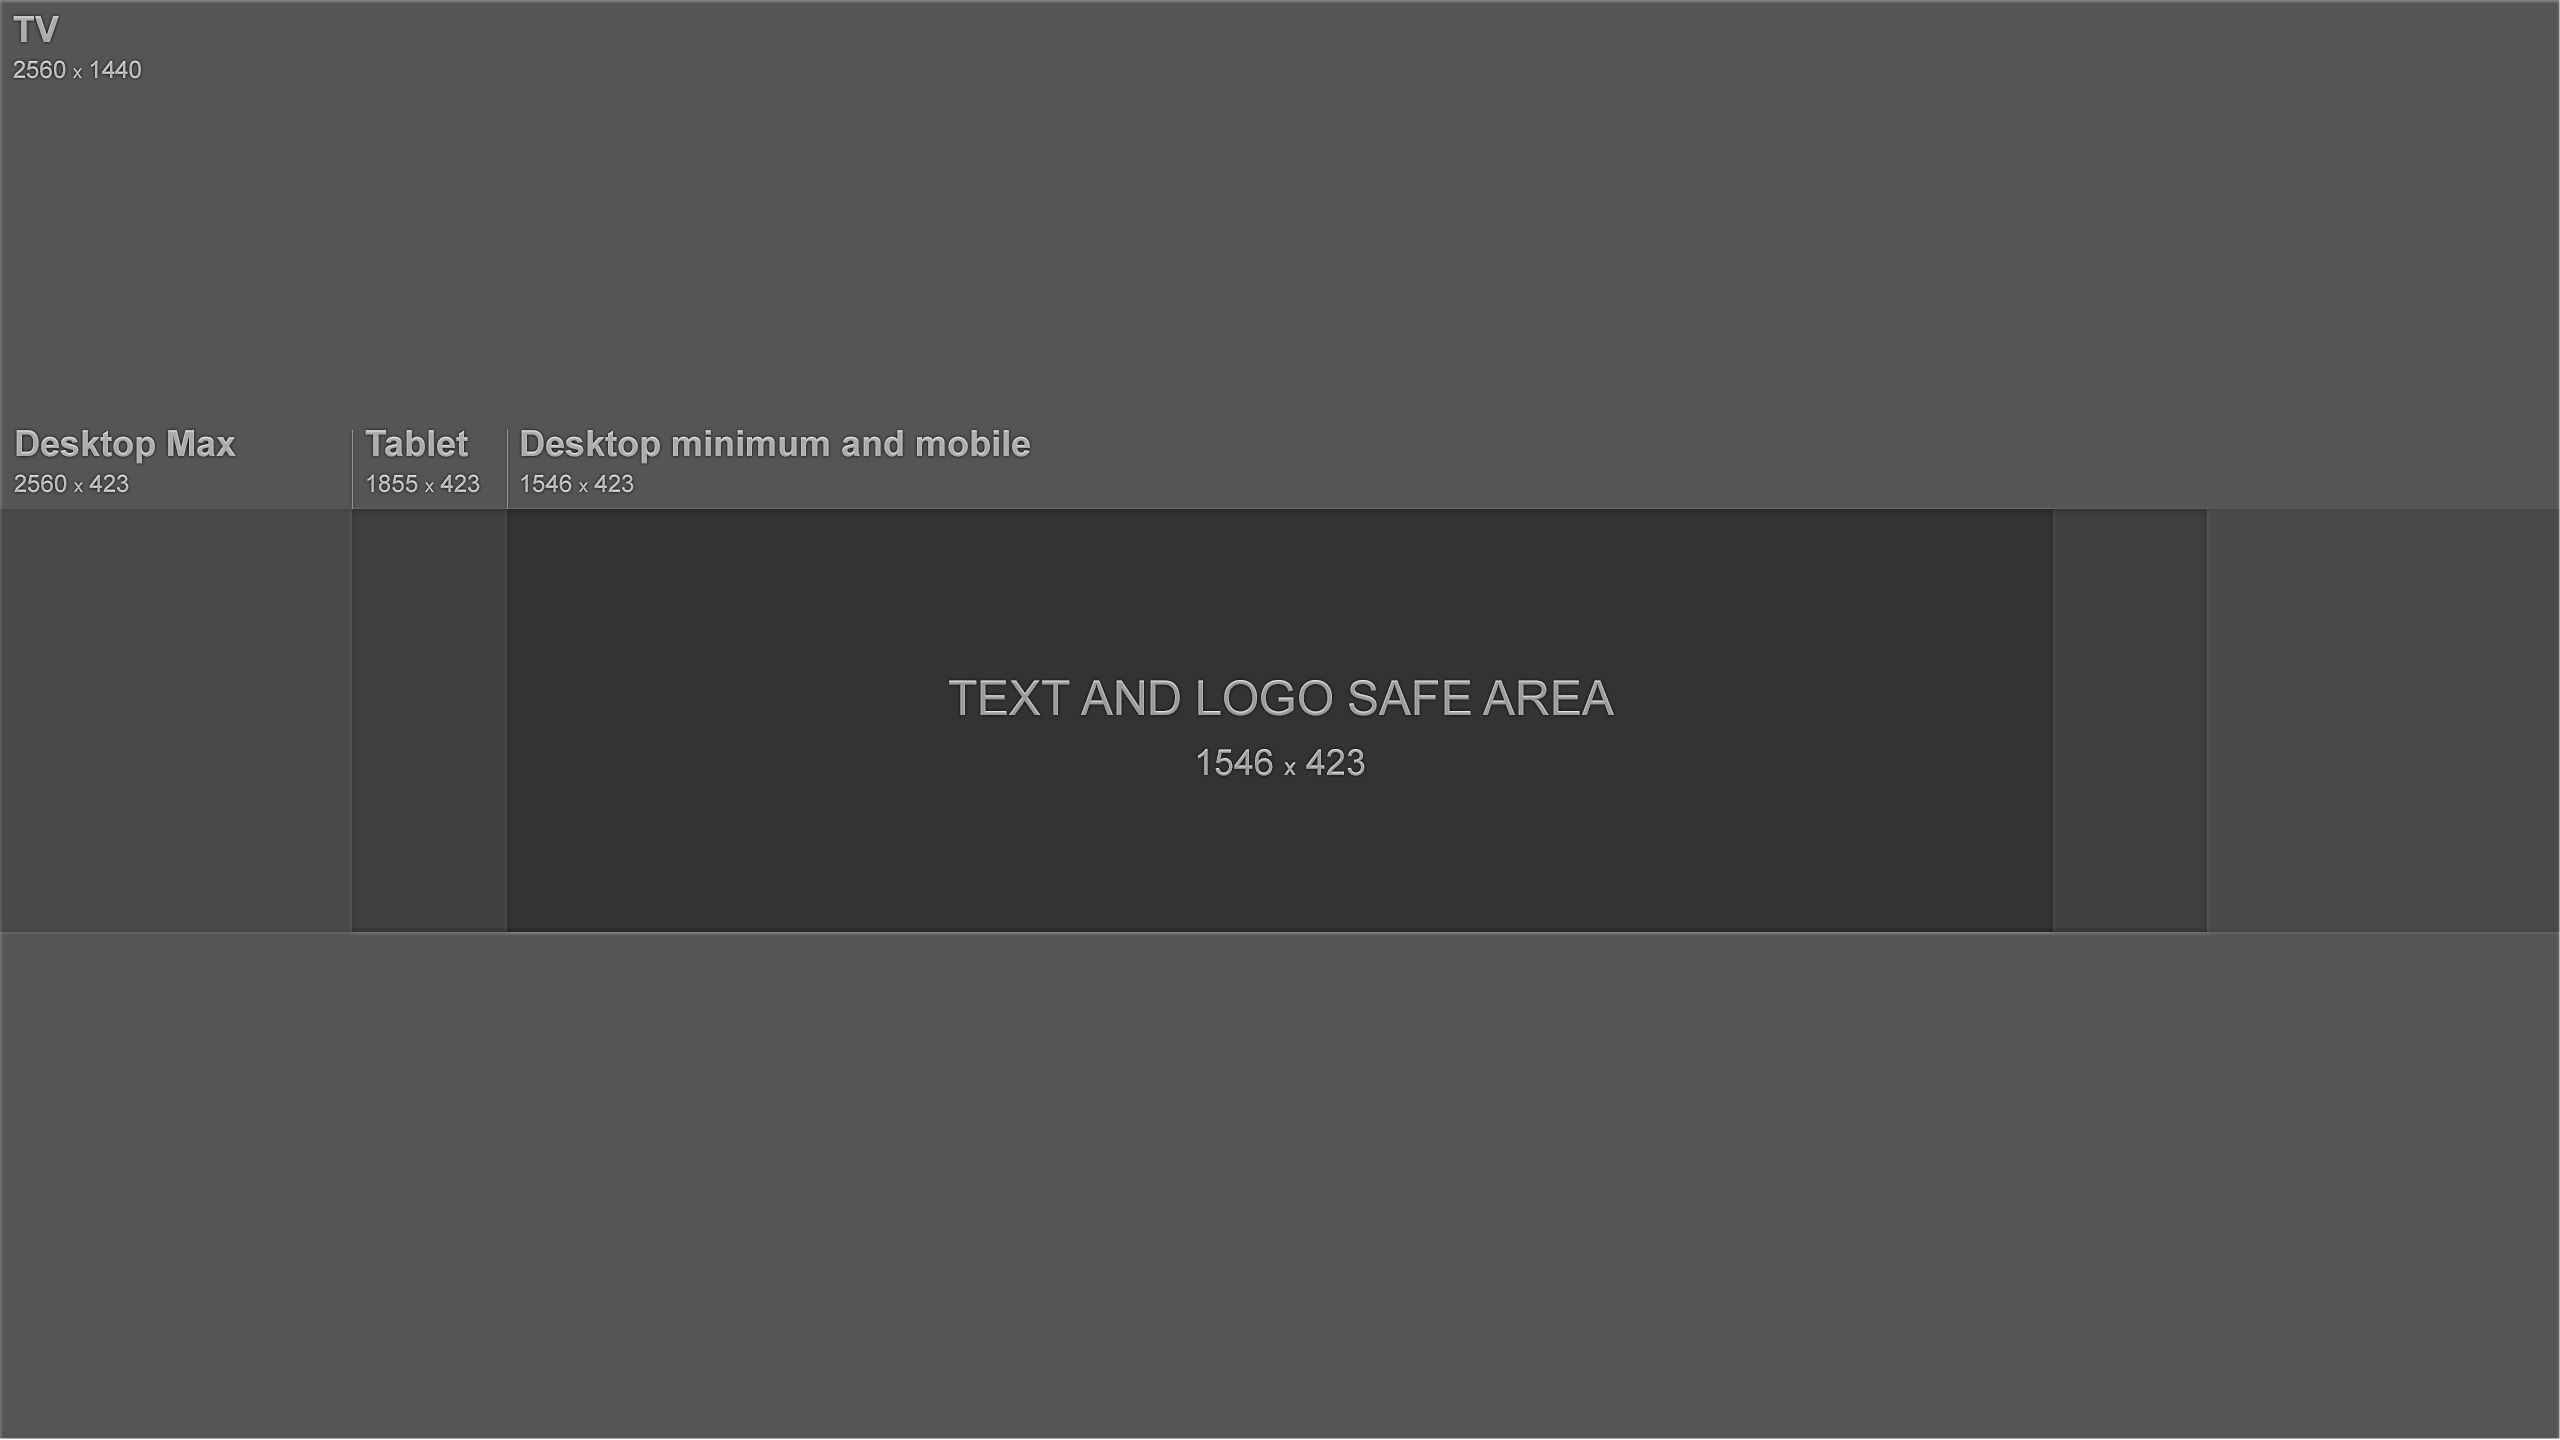 TV
2560 x 1440
Desktop Max
2560 x 423
Tablet
1855 x 423
Desktop minimum and mobile
1546 x 423
TEXT AND LOGO SAFE AREA
1546 x 423